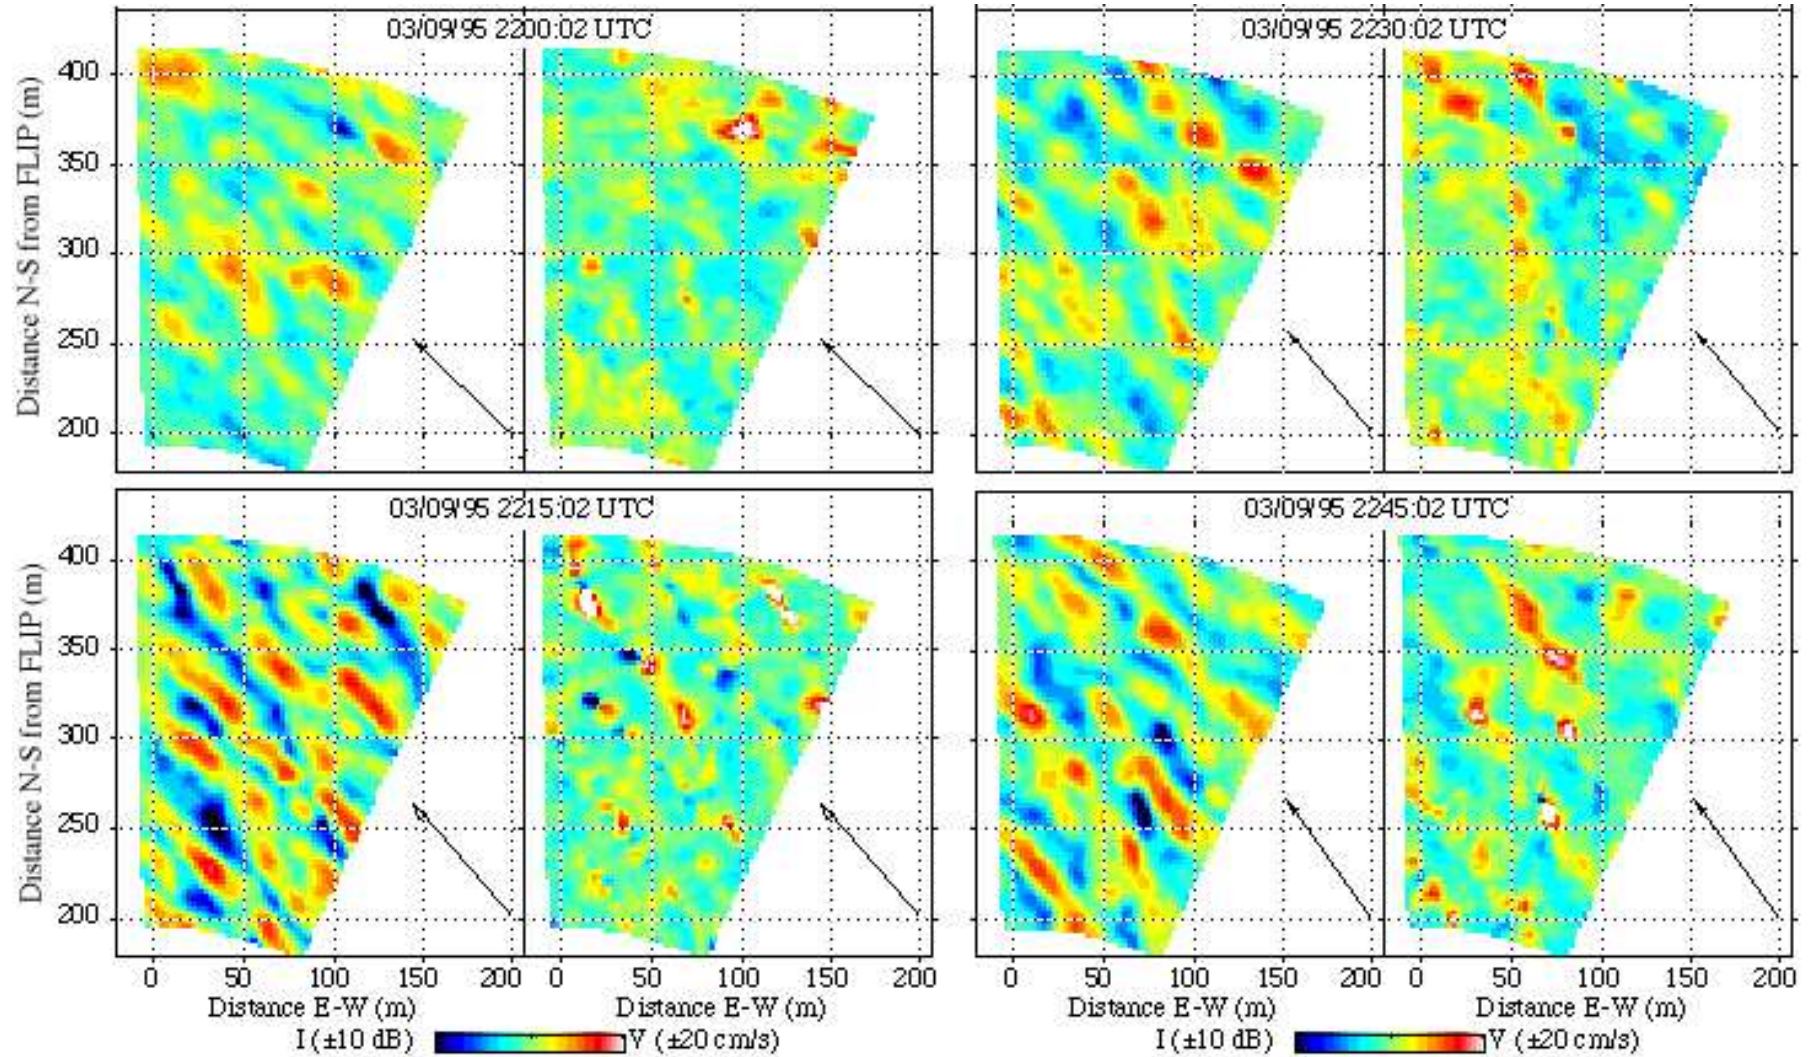 03/09/95 2200:02 UTC
03/09/95 2230:02 UTC
Distance N-S from FLIP (m)
400
350
300
250
200
03/09/95 2215:02 UTC
03/09/95 2245:02 UTC
Distance N-S from FLIP (m)
400
350
300
250
200
0 50 100 150 200 0 50 100 150 200 0 50 100 150 200 0 50 100 150 200
Distance E-W (m) Distance E-W (m) Distance E-W (m) Distance E-W (m)
I (±10 dB) V (±20 cm/s) I (±10 dB) V (±20 cm/s)